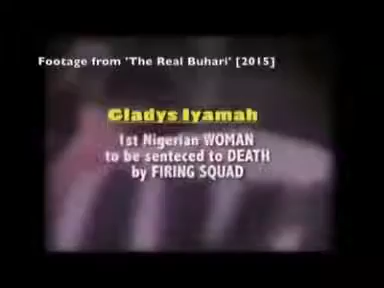 Footage from 'The Real Buhari' [2015]
Gladys Iyamah
1st Nigerian WOMAN
to be senteced to DEATH
by FIRING SQUAD